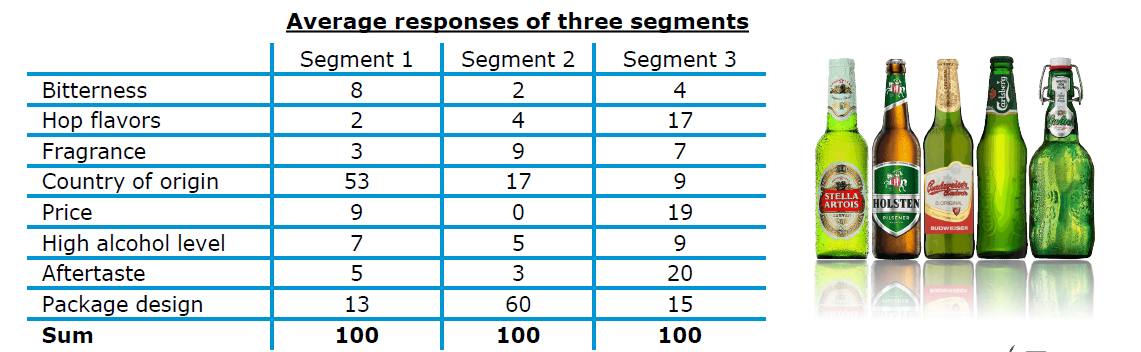 Average responses of three segments
Segment 1 Segment 2 Segment 3
Bitterness 8 2 4
Hop flavors 2 4 17
Fragrance 3 9 7
Country of origin 53 17 9
Price 9 0 19
High alcohol level 7 5 9
Aftertaste 5 3 20
Package design 13 60 15
Sum 100 100 100
STELLA
ARTOIS
HOLSTEN
PILSENER
Budweiser
BUDWEISER
Carlsberg